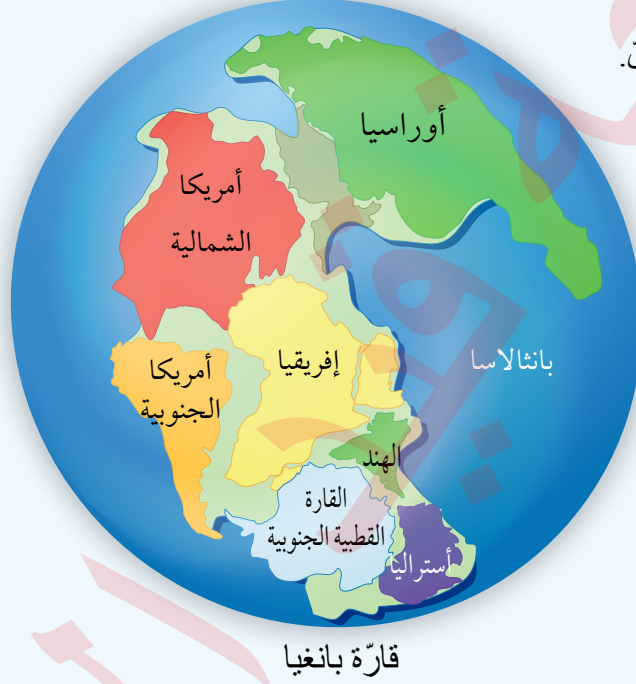 أوراسيا
أمريكا
الشمالية
إفريقيا
أمريكا
الجنوبية
بانثالاسا
الهند
القارة
القطبية الجنوبية
أستراليا
قارّة بانغيا